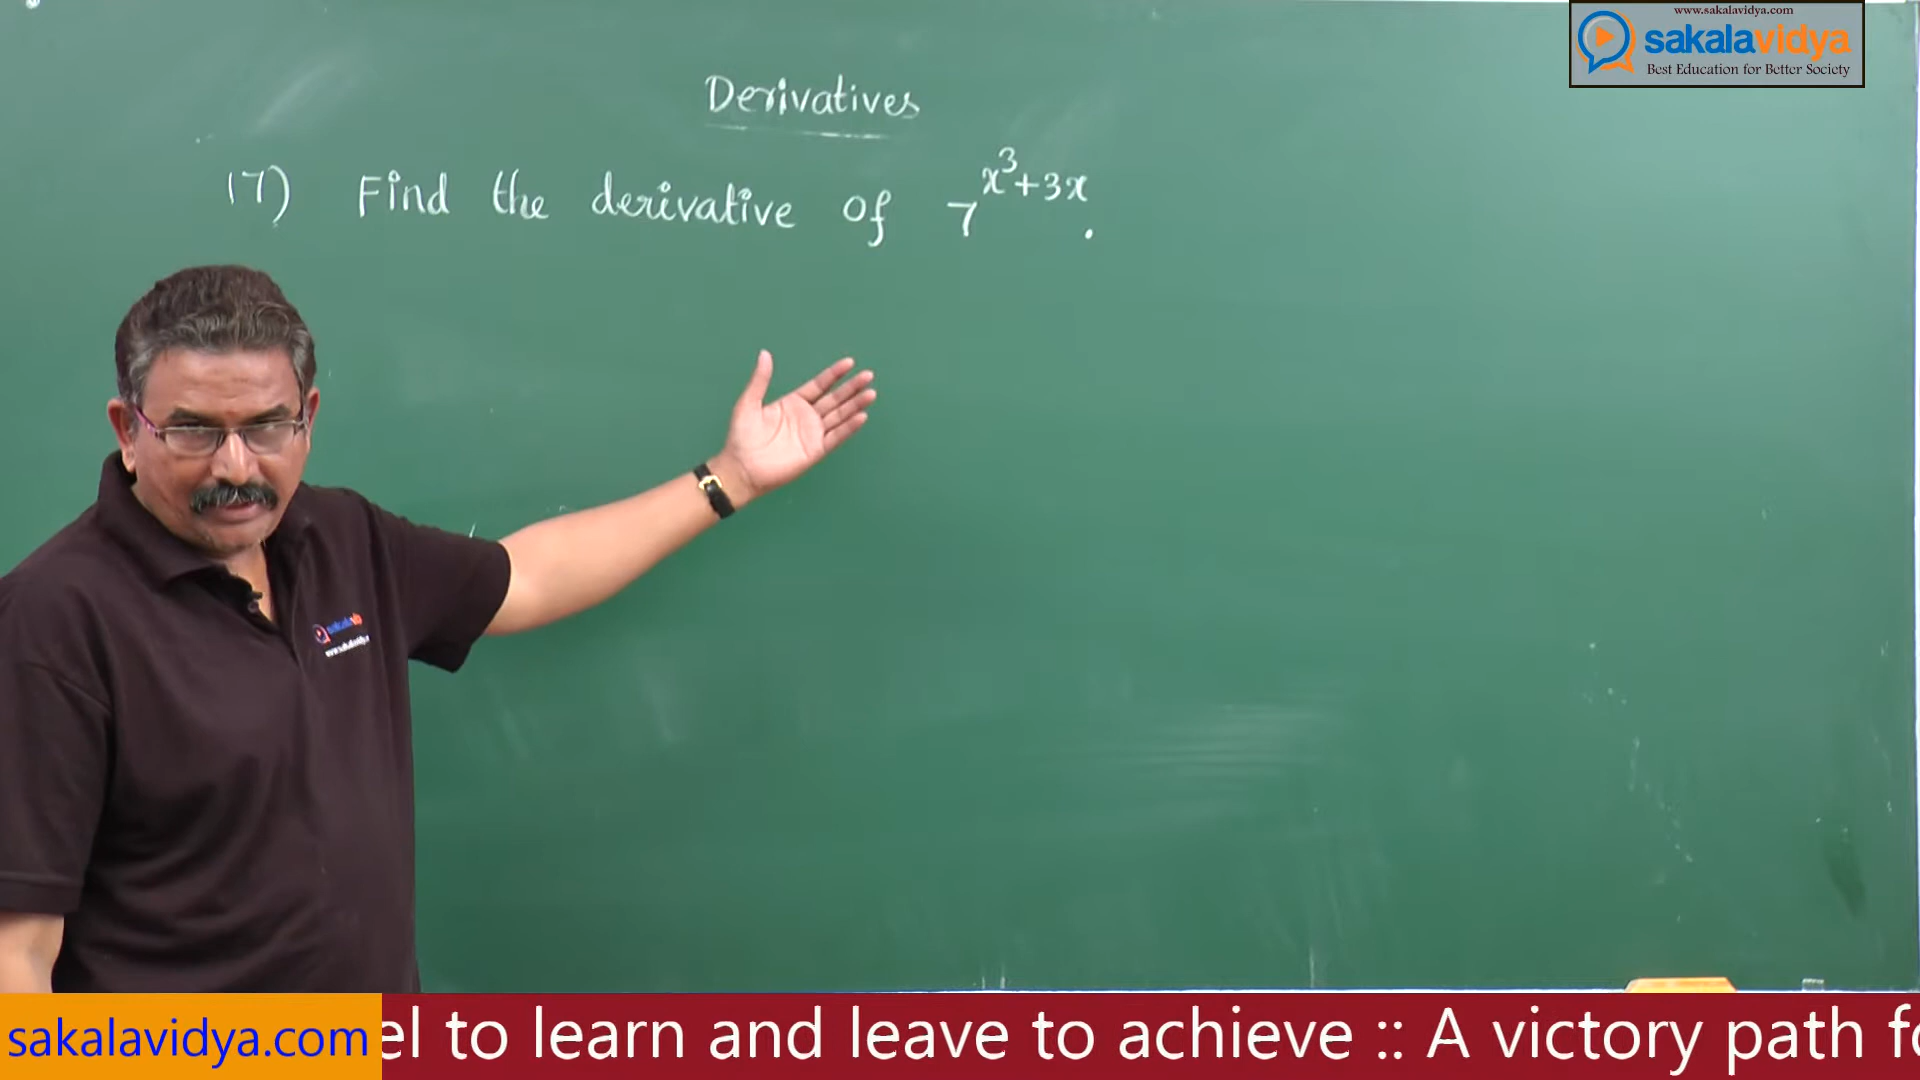 www.sakalavidya.com
sakalavidya
Best Education for Better Society
Derivatives
17) Find the derivative of 7^{x^3+3x}.
sakalavidya.com
el to learn and leave to achieve :: A victory path fo